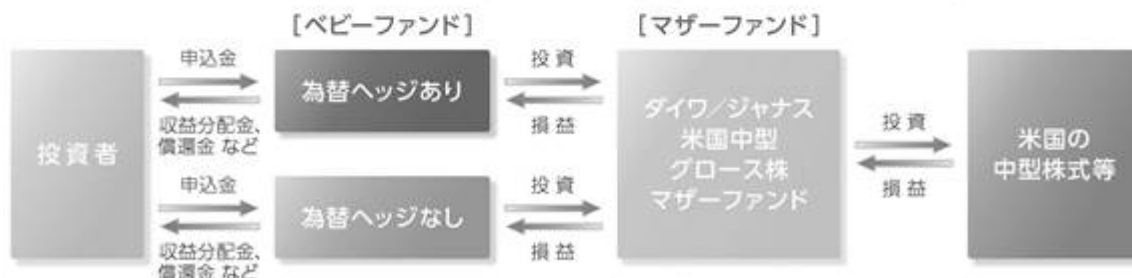 [ベビーファンド]
[マザーファンド]
投資者
申込金
収益分配金、
償還金 など
為替ヘッジあり
投資
損益
申込金
収益分配金、
償還金 など
為替ヘッジなし
投資
損益
ダイワ／ジャナス
米国中型
グロース株
マザーファンド
投資
損益
米国の
中型株式等